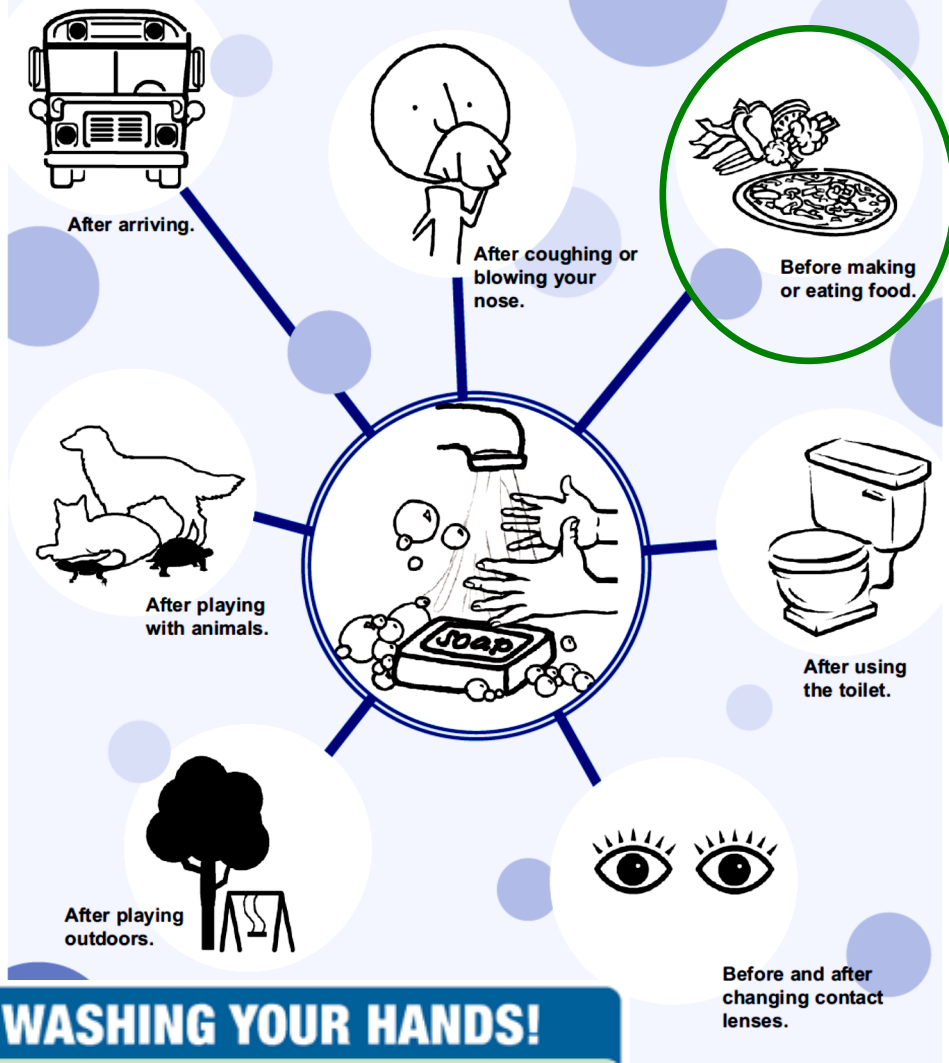 After arriving.
After coughing or
blowing your
nose.
Before making
or eating food.
After playing
with animals.
soap
After using
the toilet.
After playing
outdoors.
Before and after
changing contact
lenses.
WASHING YOUR HANDS!